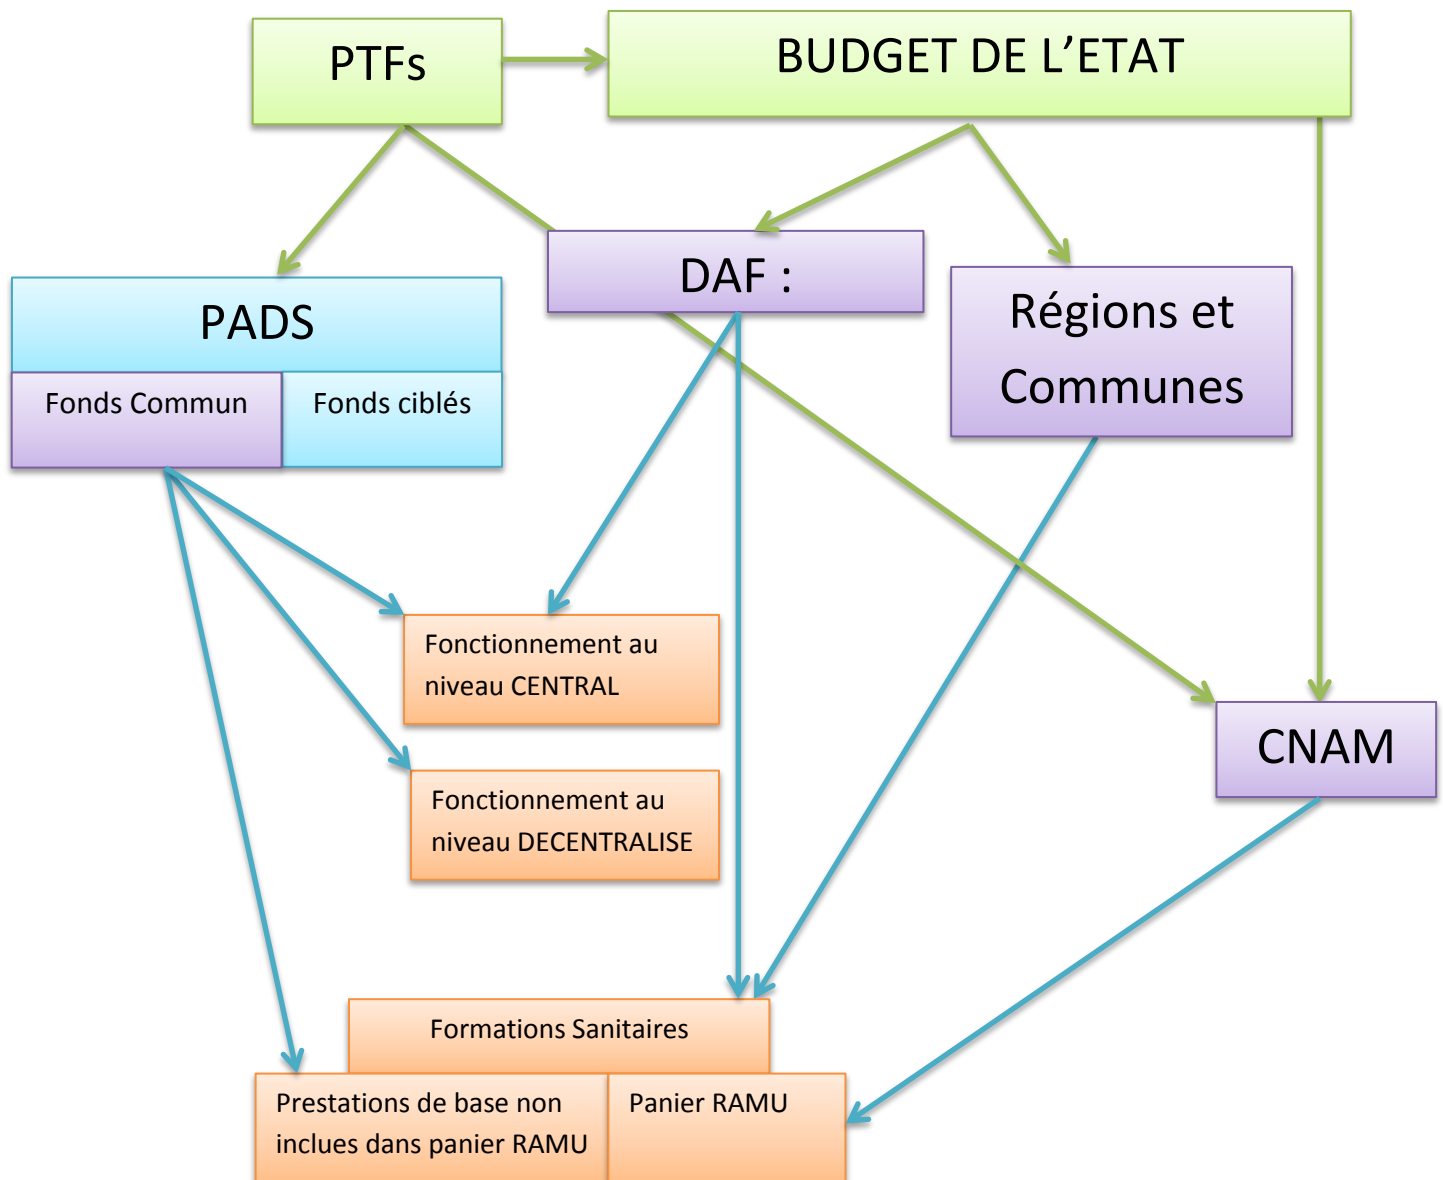 PTFs
BUDGET DE L’ETAT
DAF :
PADS
Régions et
Communes
Fonds Commun
Fonds ciblés
Fonctionnement au
niveau CENTRAL
CNAM
Fonctionnement au
niveau DECENTRALISE
Formations Sanitaires
Prestations de base non
inclues dans panier RAMU
Panier RAMU